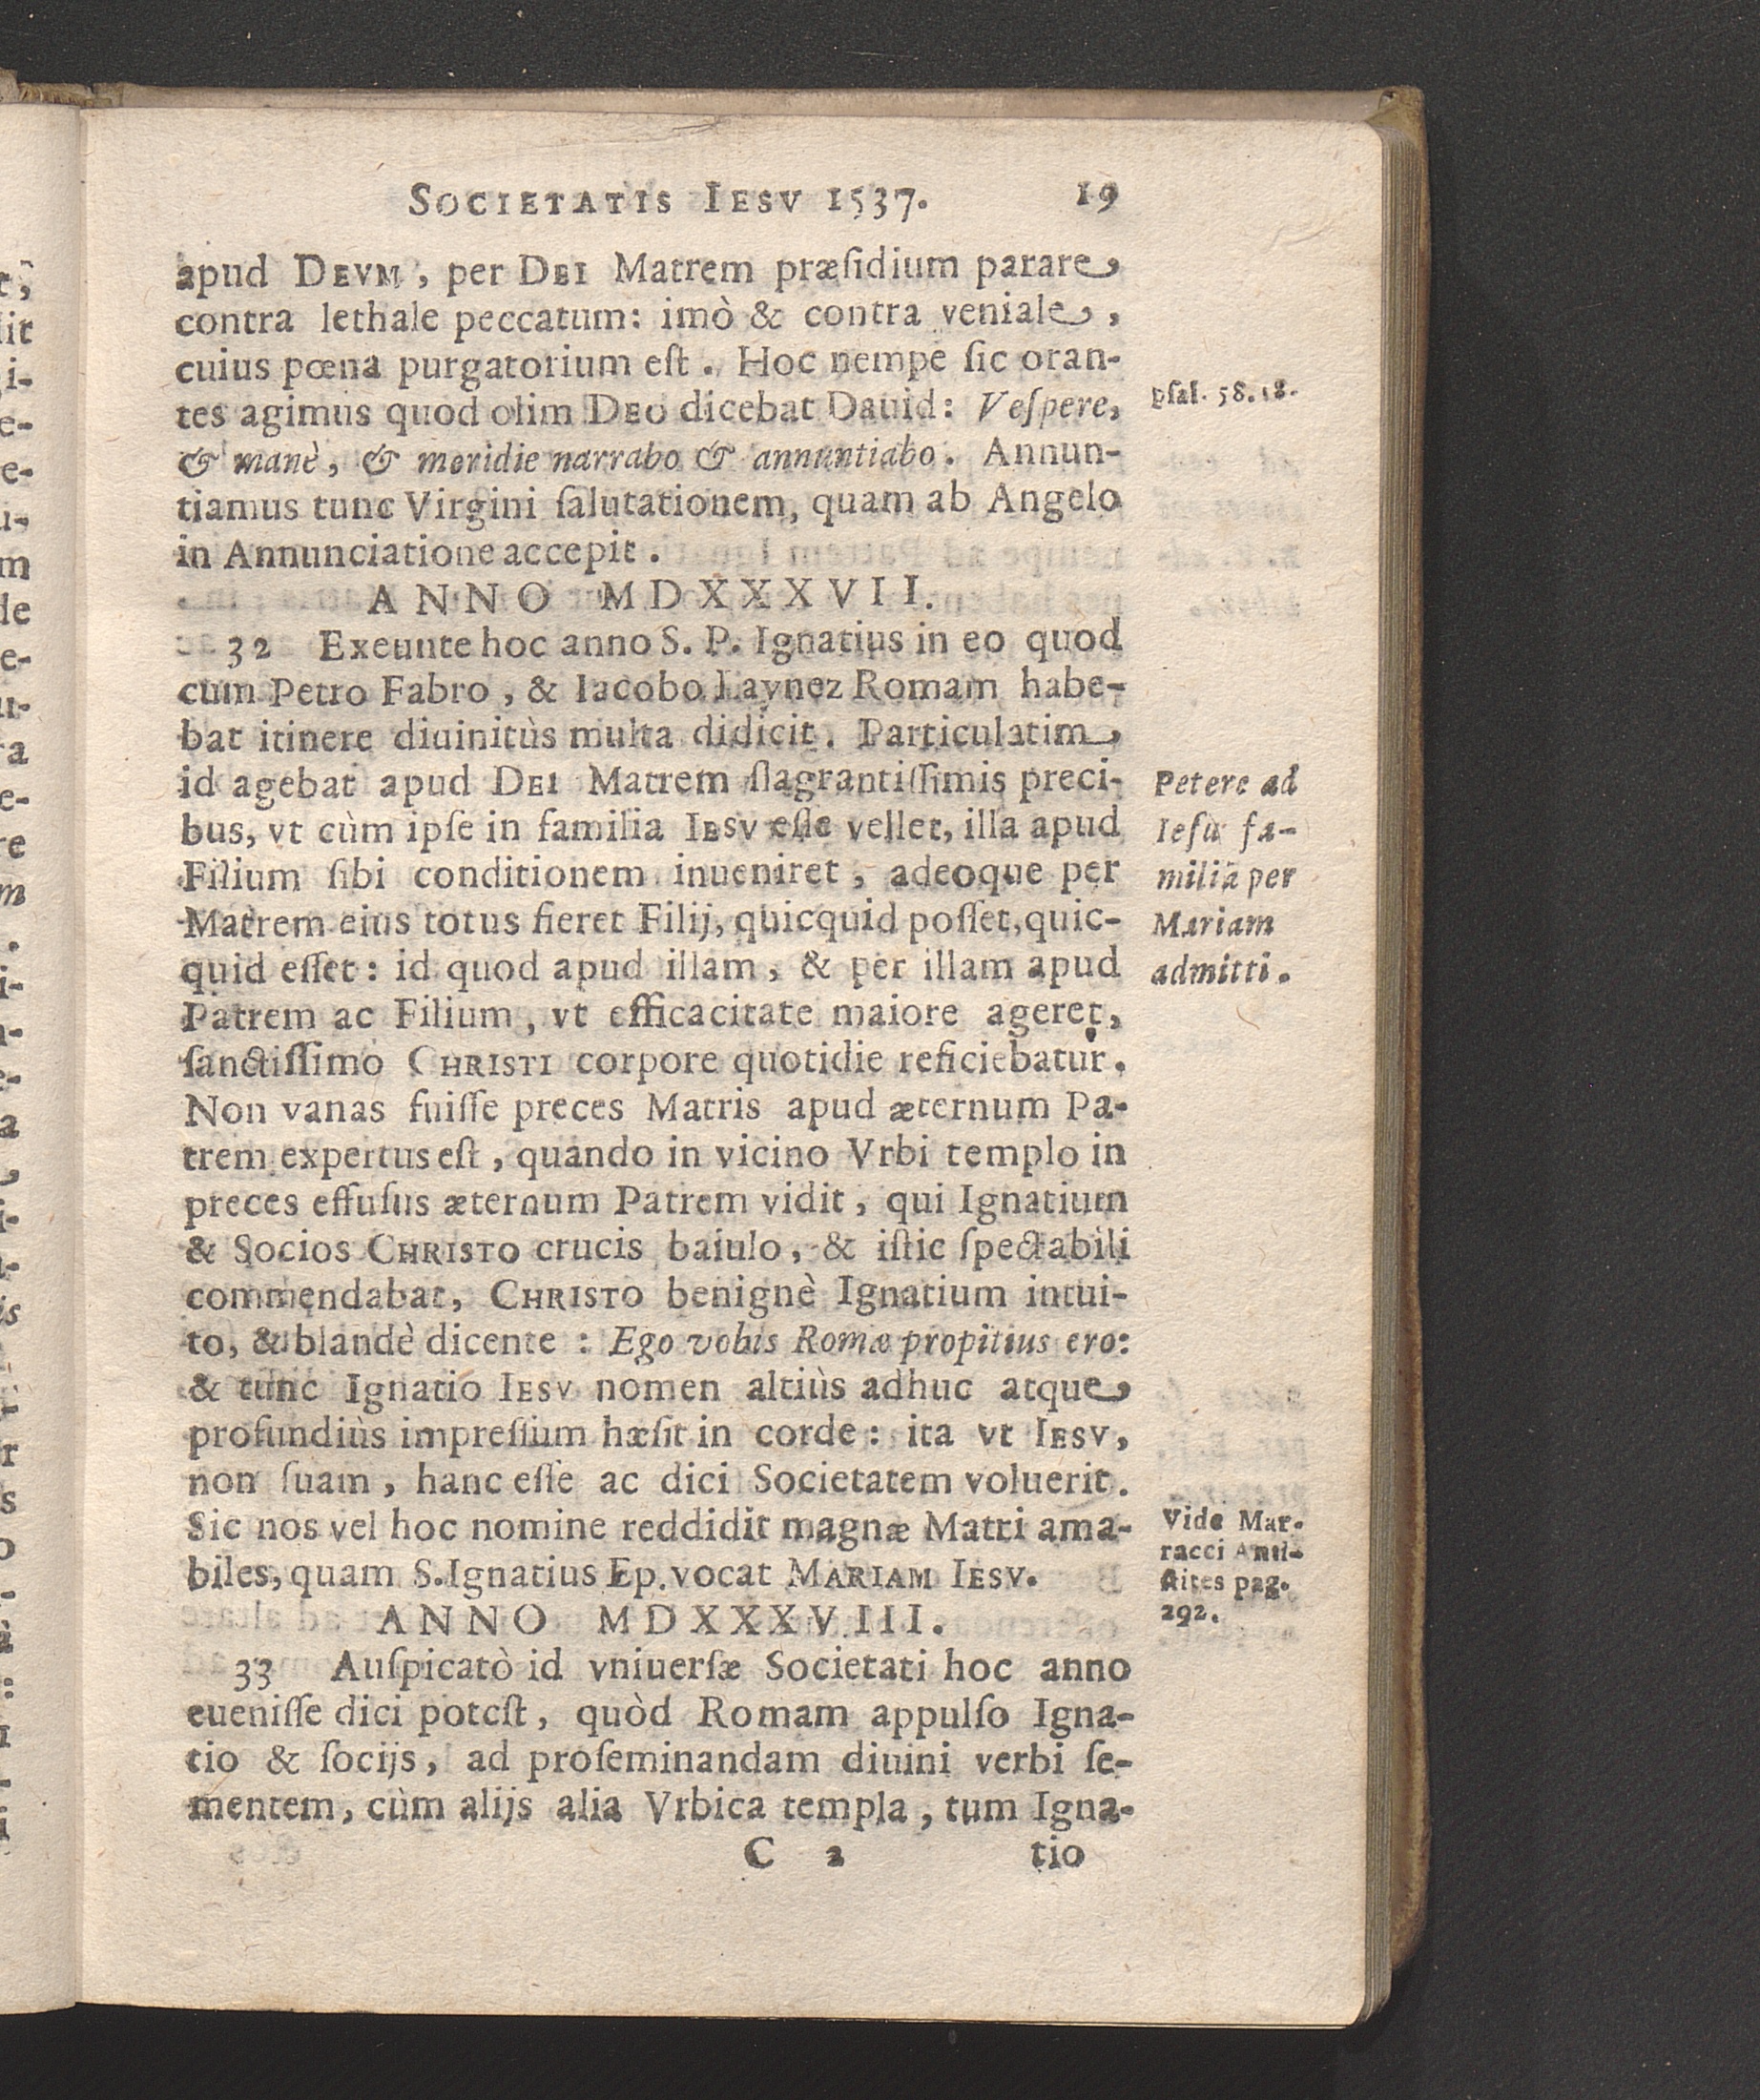 SOCIETATIS IESV 1537. 19
apud DEVM, per DEI Matrem præſidium parare,
contra lethale peccatum: imò & contra veniale,
cuius pœna purgatorium eſt. Hoc nempe ſic oran-
tes agimus quod olim DEO dicebat Dauid: Veſpere,
& manè, & meridie narrabo & annuntiabo. Annun-
tiamus tunc Virgini ſalutationem, quam ab Angelo
in Annunciatione accepit.
Pſal. 58.18.
ANNO MDXXXVII.
32 Exeunte hoc anno S. P. Ignatius in eo quod
cum Petro Fabro, & Iacobo Laynez Romam habe-
bat itinere diuinitùs multa didicit. Particulatim,
id agebat apud DEI Matrem flagrantiſſimis preci-
bus, vt cùm ipſe in familia IESV eſſe vellet, illa apud
Filium ſibi conditionem inueniret, adeoque per
Matrem eius totus fieret Filij, quicquid poſſet, quic-
quid eſſet: id quod apud illam, & per illam apud
Patrem ac Filium, vt efficacitate maiore ageret,
ſanctiſſimo CHRISTI corpore quotidie reficiebatur.
Non vanas fuiſſe preces Matris apud æternum Pa-
trem expertus eſt, quando in vicino Vrbi templo in
preces effuſus æternum Patrem vidit, qui Ignatium
& Socios CHRISTO crucis baiulo, & iſtic ſpectabili
commendabat, CHRISTO benignè Ignatium intui-
to, & blandè dicente: Ego vobis Romæ propitius ero:
& tunc Ignatio IESV nomen altiùs adhuc atque,
profundiùs impreſſum hæſit in corde: ita vt IESV,
non ſuam, hanc eſſe ac dici Societatem voluerit.
Sic nos vel hoc nomine reddidit magnæ Matri ama-
biles, quam S. Ignatius Ep. vocat MARIAM IESV.
Petere ad
Ieſu fa-
miliã per
Mariam
admitti.
Vide Mar-
racci Antiſ-
tites pag.
292.
ANNO MDXXXVIII.
33 Auſpicatò id vniuerſæ Societati hoc anno
eueniſſe dici poteſt, quòd Romam appulſo Igna-
tio & ſocijs, ad proſeminandam diuini verbi ſe-
mentem, cùm alijs alia Vrbica templa, tum Igna-
C 2 tio